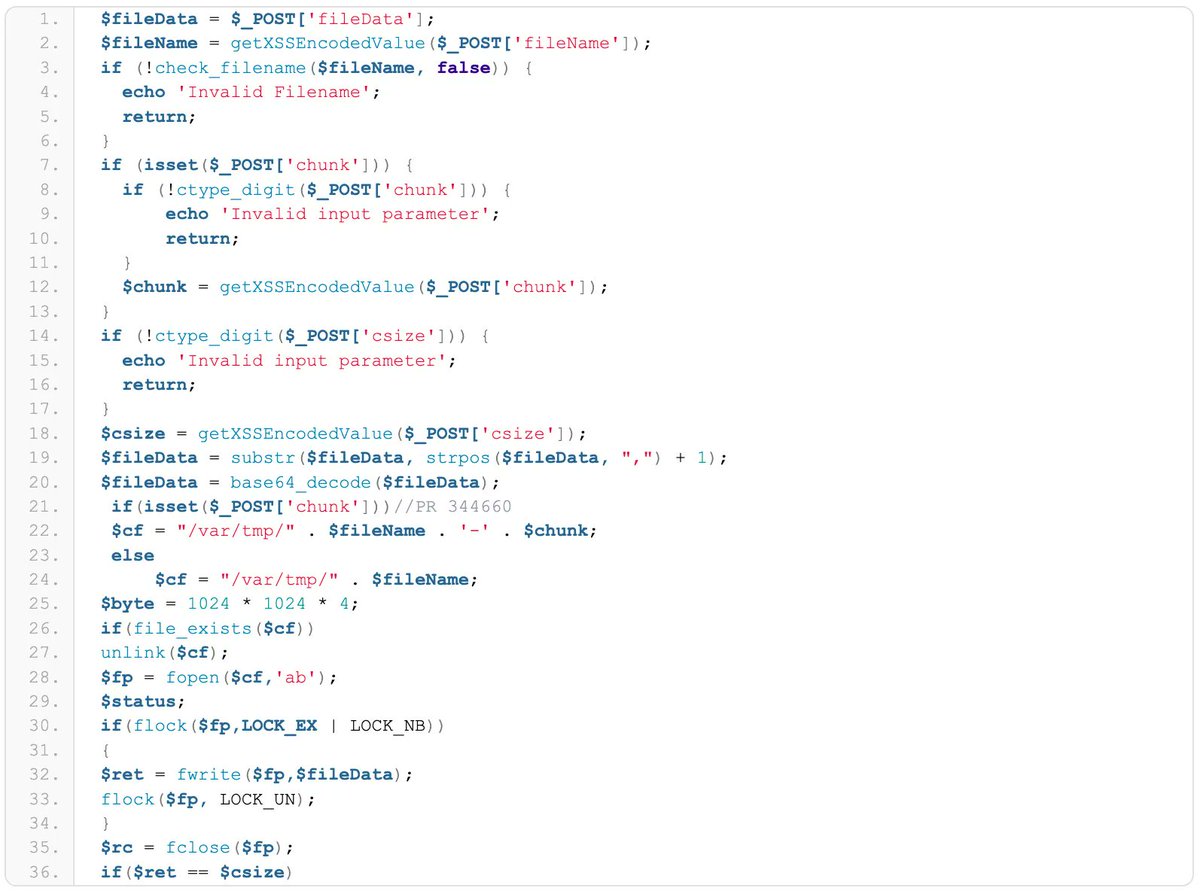 1. $fileData = $_POST['fileData'];
2. $fileName = getXSSEncodedValue($_POST['fileName']);
3. if (!check_filename($fileName, false)) {
4. echo 'Invalid Filename';
5. return;
6. }
7. if (isset($_POST['chunk'])) {
8. if (!ctype_digit($_POST['chunk'])) {
9. echo 'Invalid input parameter';
10. return;
11. }
12. $chunk = getXSSEncodedValue($_POST['chunk']);
13. }
14. if (!ctype_digit($_POST['csize'])) {
15. echo 'Invalid input parameter';
16. return;
17. }
18. $csize = getXSSEncodedValue($_POST['csize']);
19. $fileData = substr($fileData, strpos($fileData, ",") + 1);
20. $fileData = base64_decode($fileData);
21. if(isset($_POST['chunk']))//PR 344660
22. $cf = "/var/tmp/" . $fileName . '-' . $chunk;
23. else
24. $cf = "/var/tmp/" . $fileName;
25. $byte = 1024 * 1024 * 4;
26. if(file_exists($cf))
27. unlink($cf);
28. $fp = fopen($cf,'ab');
29. $status;
30. if(flock($fp,LOCK_EX | LOCK_NB))
31. {
32. $ret = fwrite($fp,$fileData);
33. flock($fp, LOCK_UN);
34. }
35. $rc = fclose($fp);
36. if($ret == $csize)